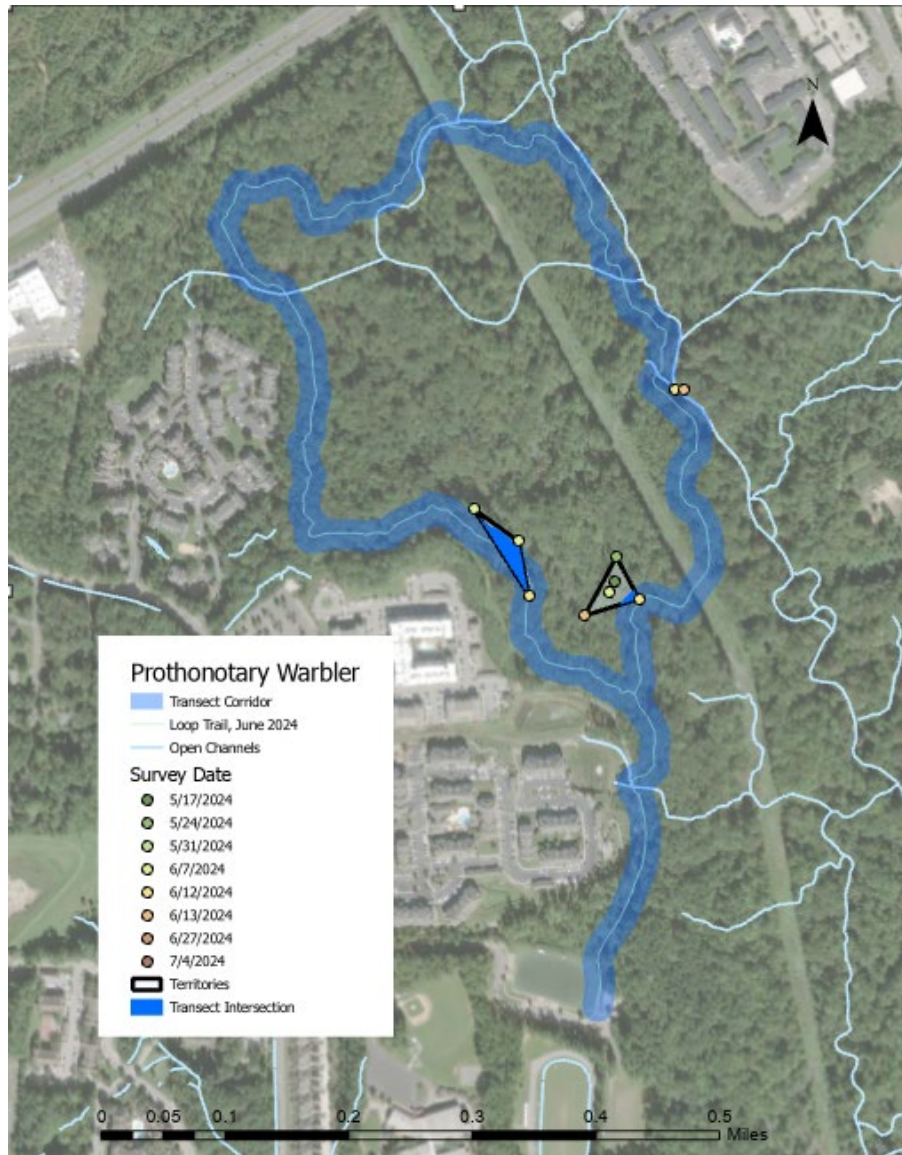 N
Prothonotary Warbler
Transect Corridor
Loop Trail, June 2024
Open Channels
Survey Date
5/17/2024
5/24/2024
5/31/2024
6/7/2024
6/12/2024
6/13/2024
6/27/2024
7/4/2024
Territories
Transect Intersection
0 0.05 0.1 0.2 0.3 0.4 0.5
Miles